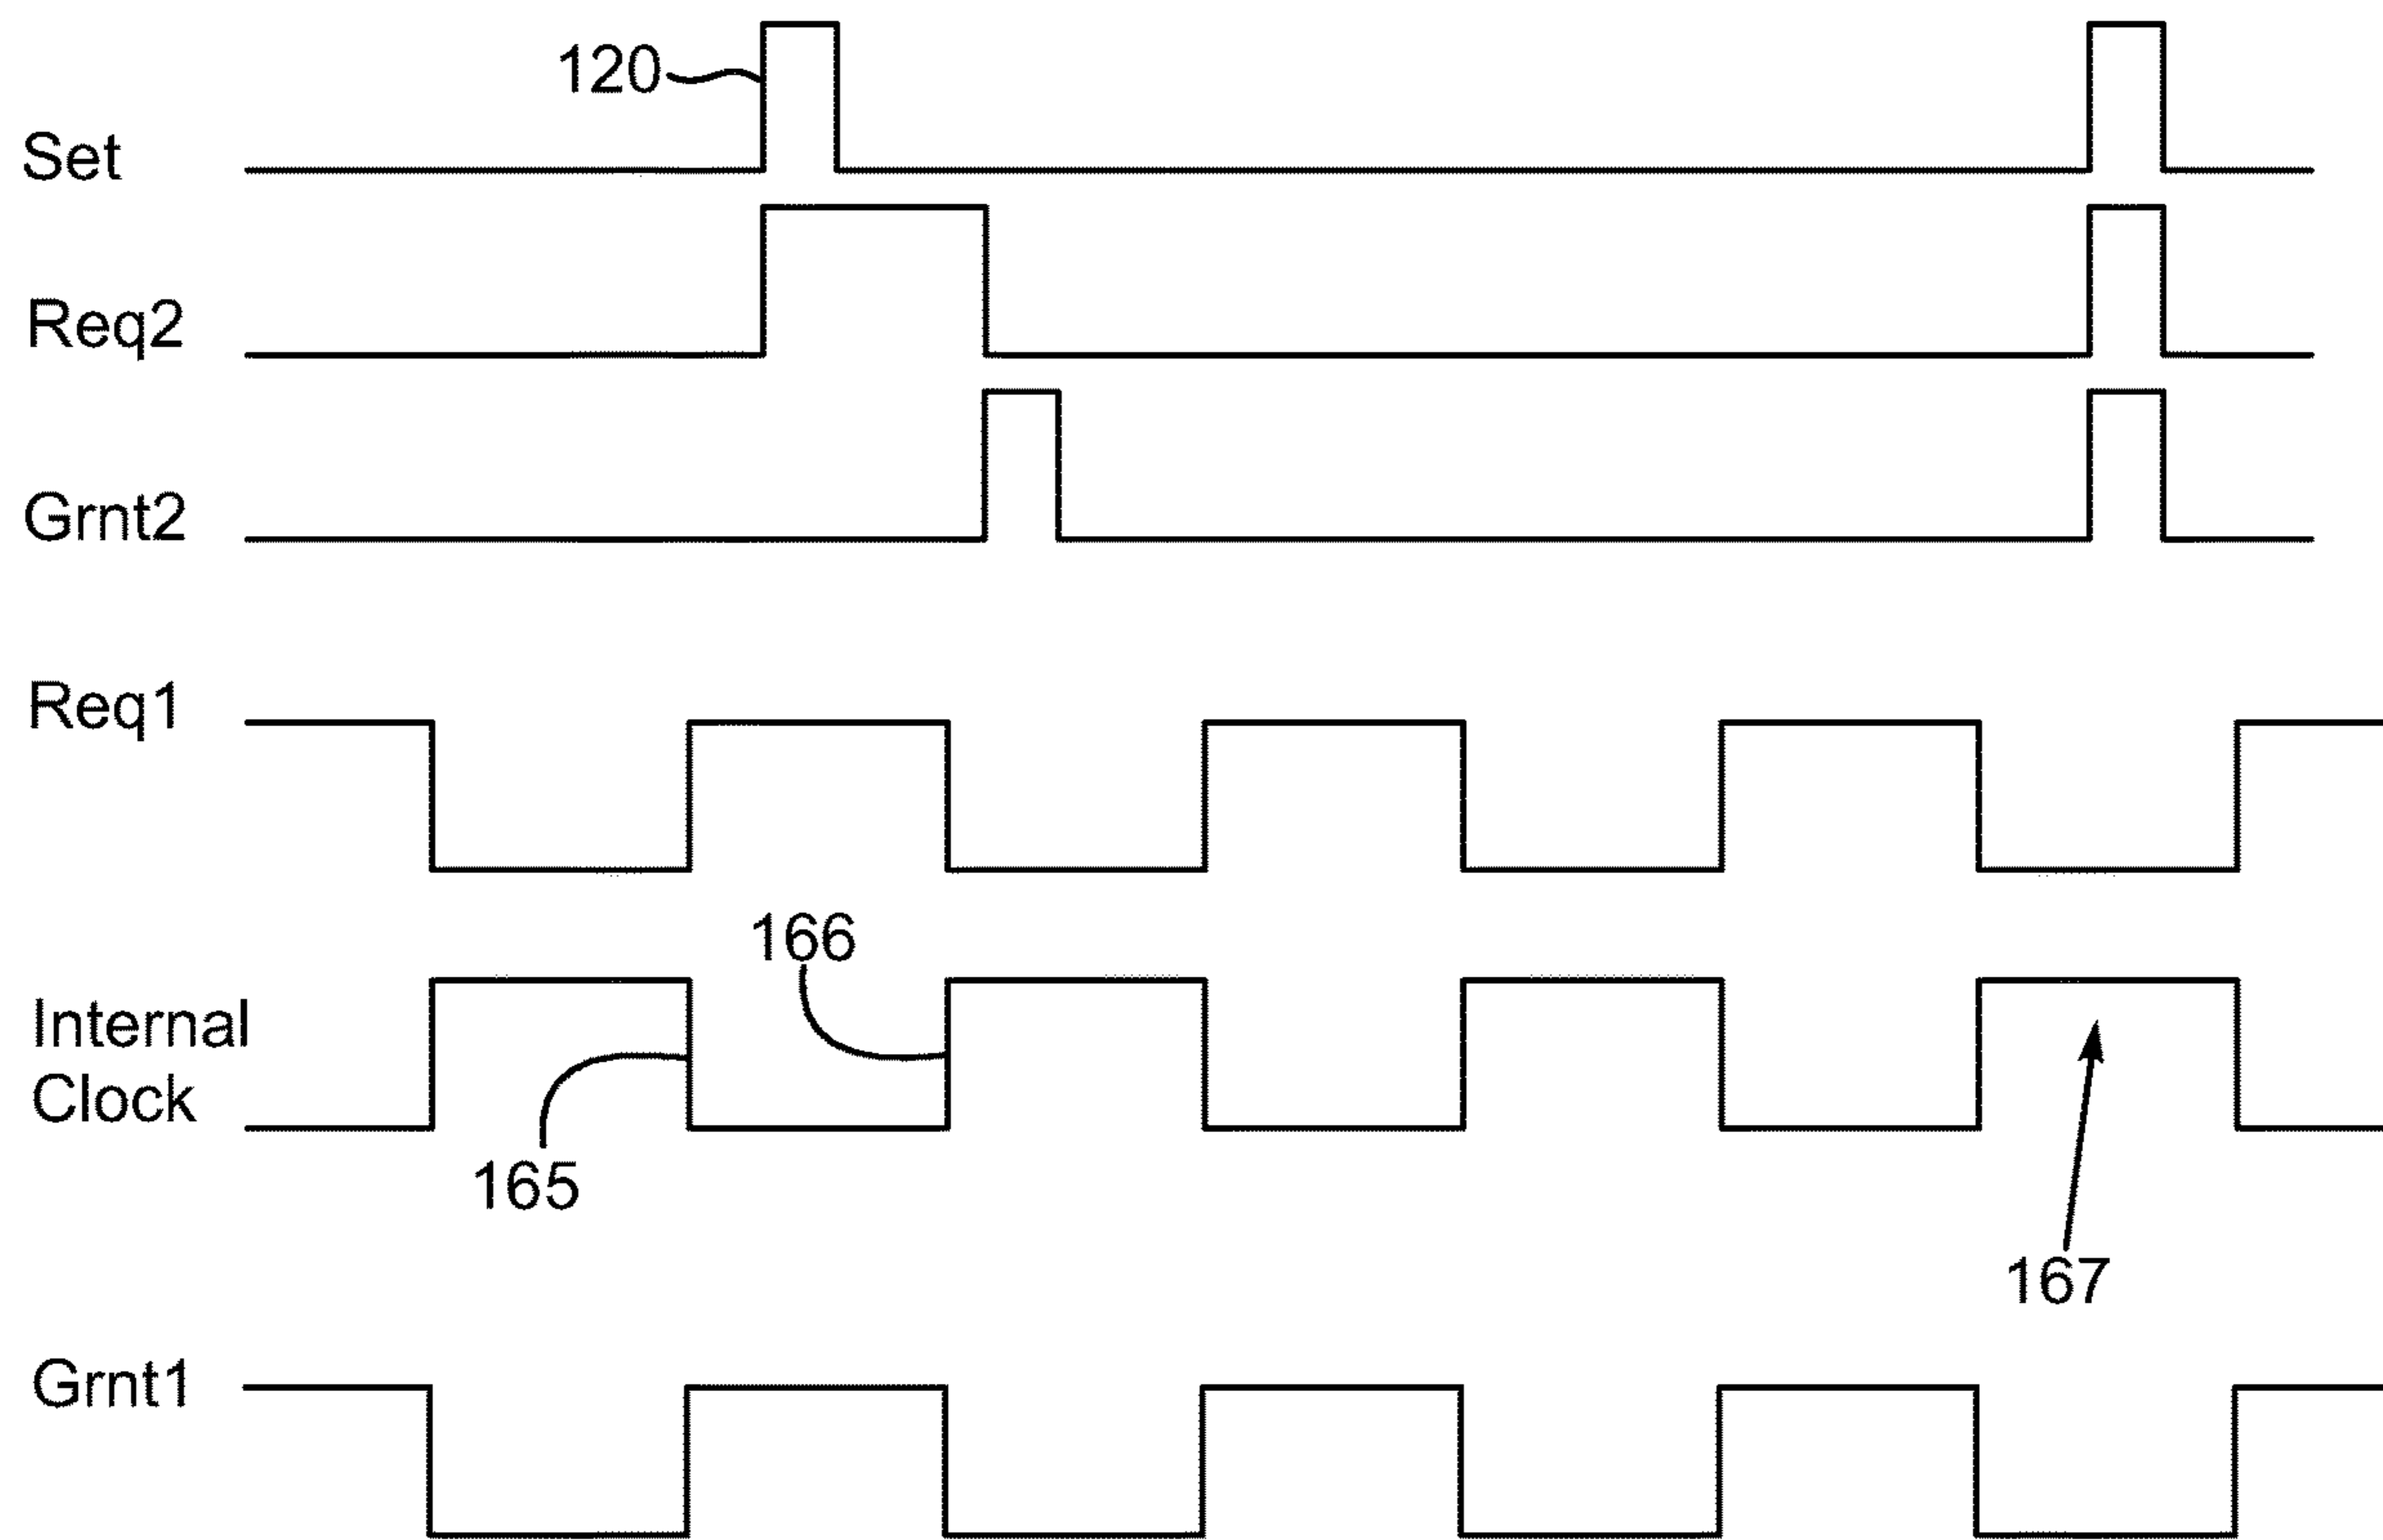 120
Set
Req2
Grnt2
Req1
166
Internal
Clock
165
167
Grnt1